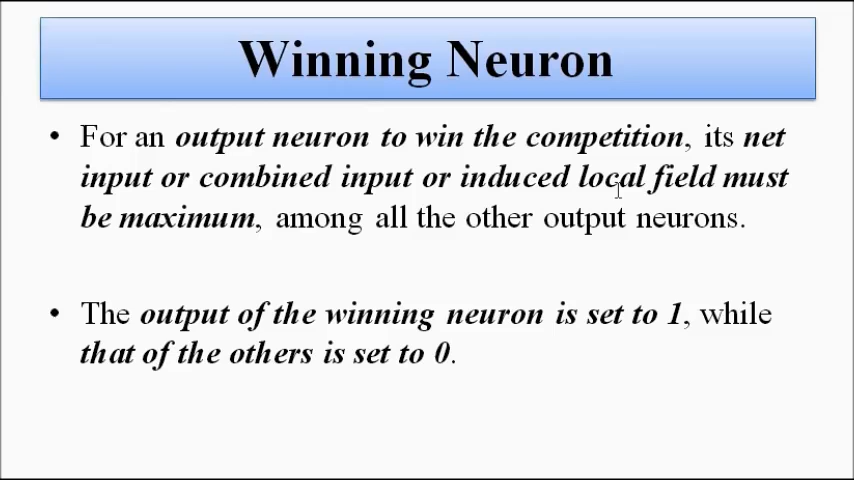 Winning Neuron
• For an output neuron to win the competition, its net
input or combined input or induced local field must
be maximum, among all the other output neurons.
• The output of the winning neuron is set to 1, while
that of the others is set to 0.